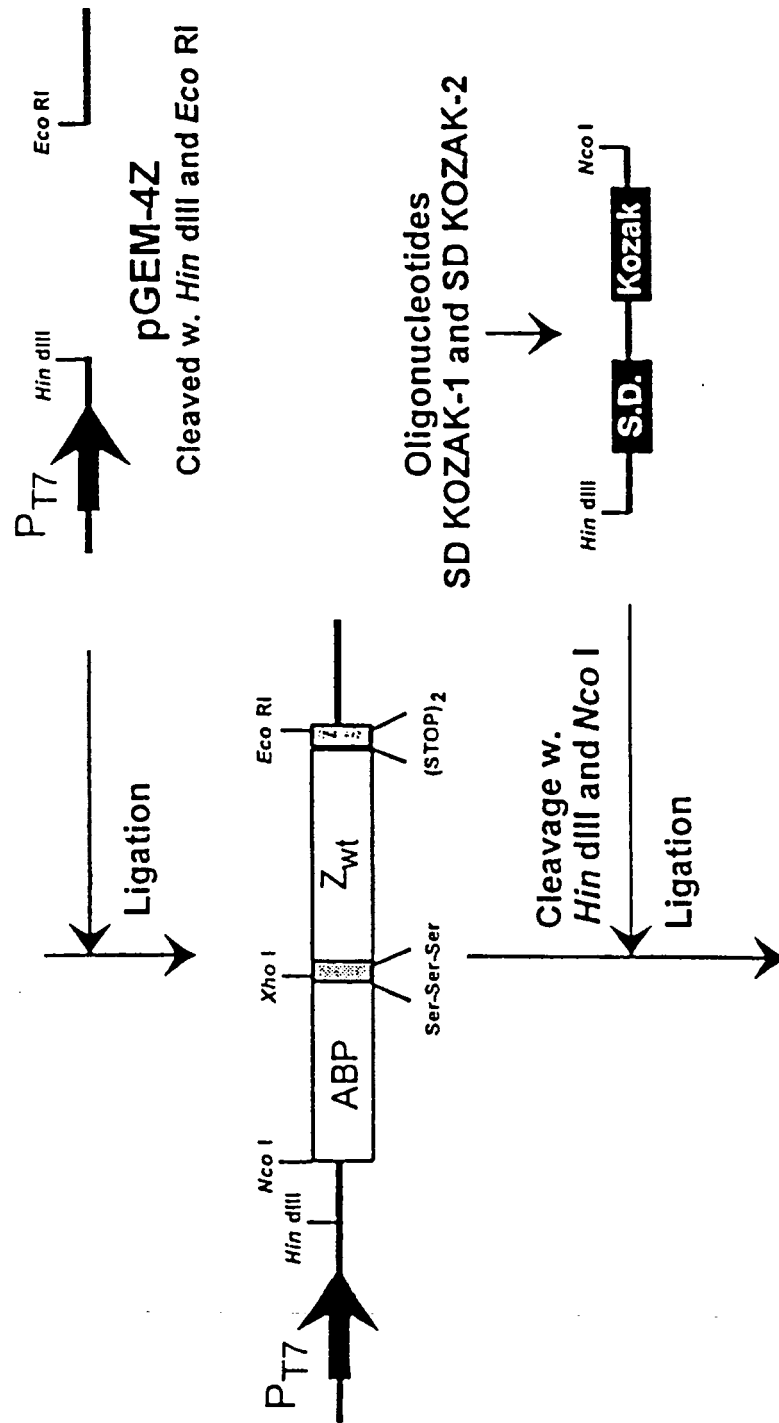 P T7
Hin dIII
Eco RI
pGEM-4Z
Cleaved w. Hin dIII and Eco RI
Ligation
P T7
Hin dIII
Nco I
Xho I
Eco RI
ABP
Zwt
Ser-Ser-Ser
(STOP)2
Oligonucleotides
SD KOZAK-1 and SD KOZAK-2
Cleavage w.
Hin dIII and Nco I
Ligation
Hin dIII
S.D.
Kozak
Nco I